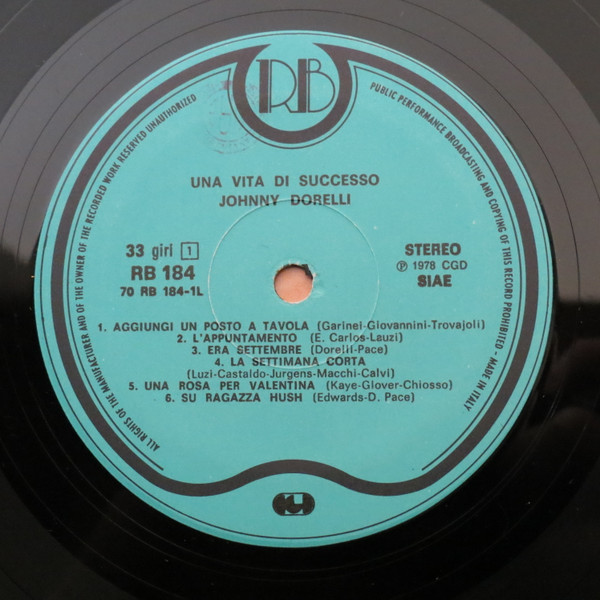 RB
ALL RIGHTS OF THE MANUFACTURER AND OF THE OWNER OF THE RECORDED WORK RESERVED UNAUTHORIZED
PUBLIC PERFORMANCE BROADCASTING AND COPYING OF THIS RECORD PROHIBITED - MADE IN ITALY
UNA VITA DI SUCCESSO
JOHNNY DORELLI
33 giri 1
RB 184
70 RB 184-1L
STEREO
Ⓟ 1978 CGD
SIAE
1. AGGIUNGI UN POSTO A TAVOLA (Garinei-Giovannini-Trovajoli)
2. L'APPUNTAMENTO (E. Carlos-Lauzi)
3. ERA SETTEMBRE (Dorelli-Pace)
4. LA SETTIMANA CORTA
(Luzi-Castaldo-Jurgens-Macchi-Calvi)
5. UNA ROSA PER VALENTINA (Kaye-Glover-Chiosso)
6. SU RAGAZZA HUSH (Edwards-D. Pace)